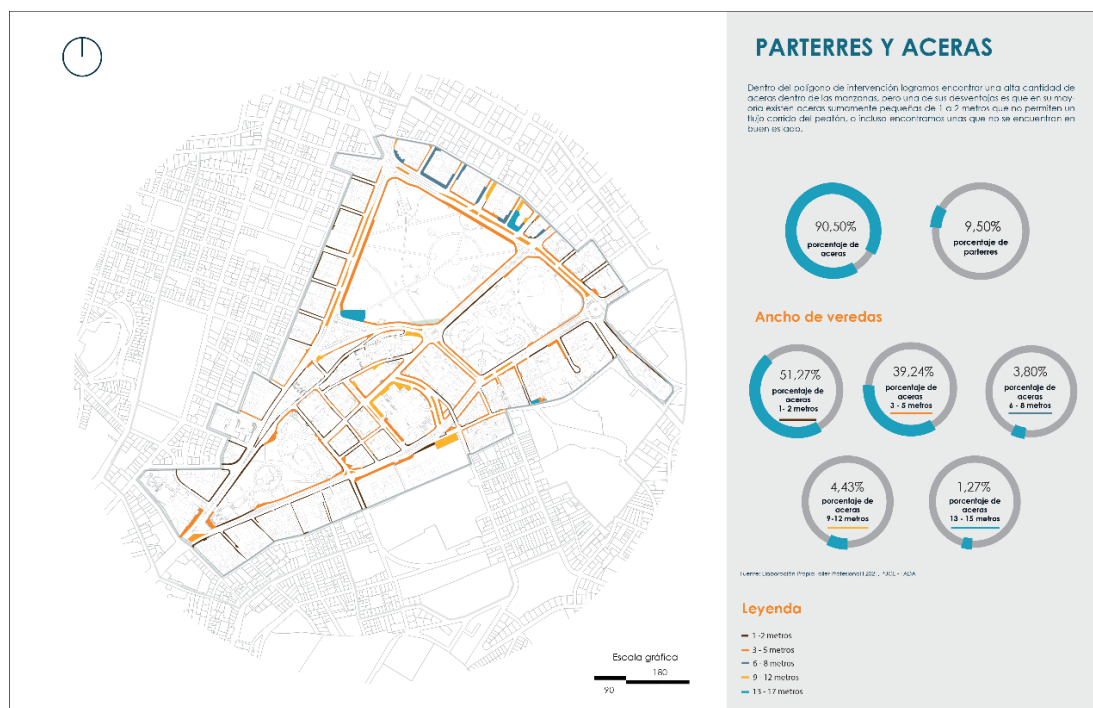 PARTERRES Y ACERAS
Dentro del polígono de intervención logramos encontrar una alta cantidad de
aceras dentro de las manzanas, pero una de sus desventajas es que en su may-
oría existen aceras sumamente pequeñas de 1 a 2 metros que no permiten un
flujo corrido del peatón, o incluso encontramos unas que no se encuentran en
buen estado.
90,50%
porcentaje de
aceras
9,50%
porcentaje de
parterres
Ancho de veredas
51,27%
porcentaje de
aceras
1- 2 metros
39,24%
porcentaje de
aceras
3 - 5 metros
3,80%
porcentaje de
aceras
6 - 8 metros
4,43%
porcentaje de
aceras
9-12 metros
1,27%
porcentaje de
aceras
13 - 15 metros
Fuente: Elaboración Propia, Taller Profesional I
Leyenda
1 -2 metros
3 - 5 metros
6 - 8 metros
9 - 12 metros
13 - 17 metros
Escala gráfica
180
90